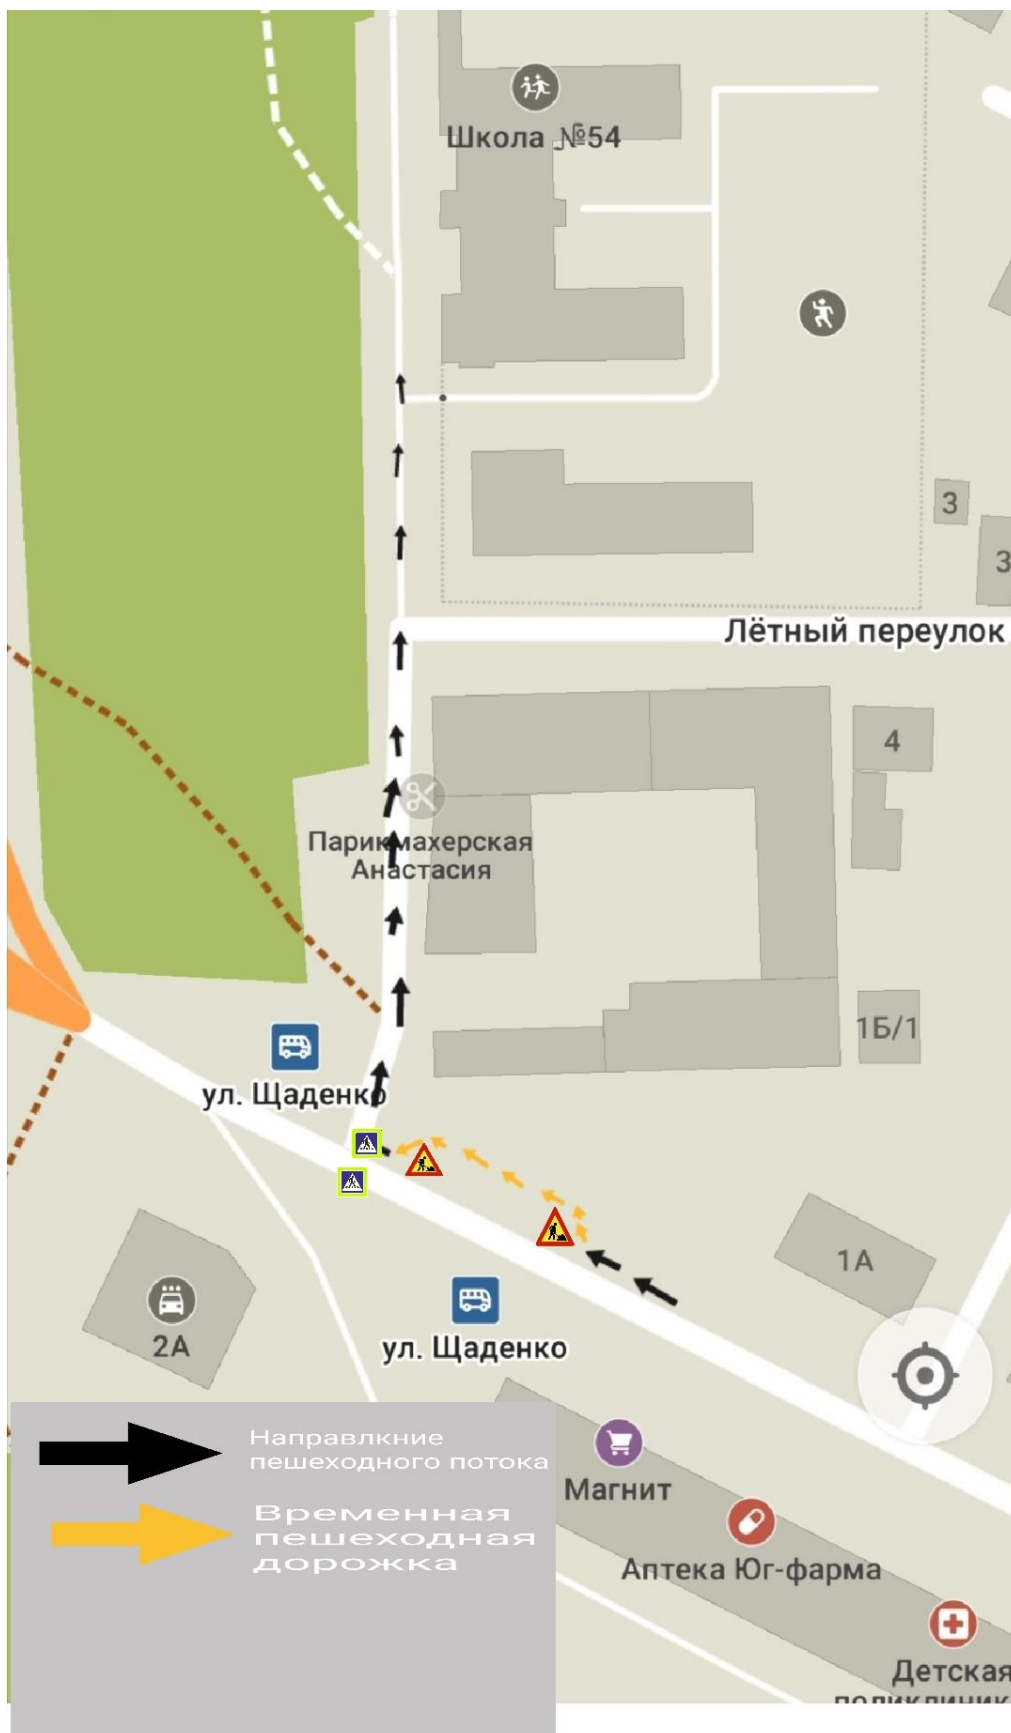 Школа №54
3
3
Лётный переулок
4
Парикмахерская
Анастасия
1Б/1
ул. Щаденко
1А
2А
ул. Щаденко
Направлкние
пешеходного потока
Временная
пешеходная
дорожка
Магнит
Аптека Юг-фарма
Детская
поликлиник